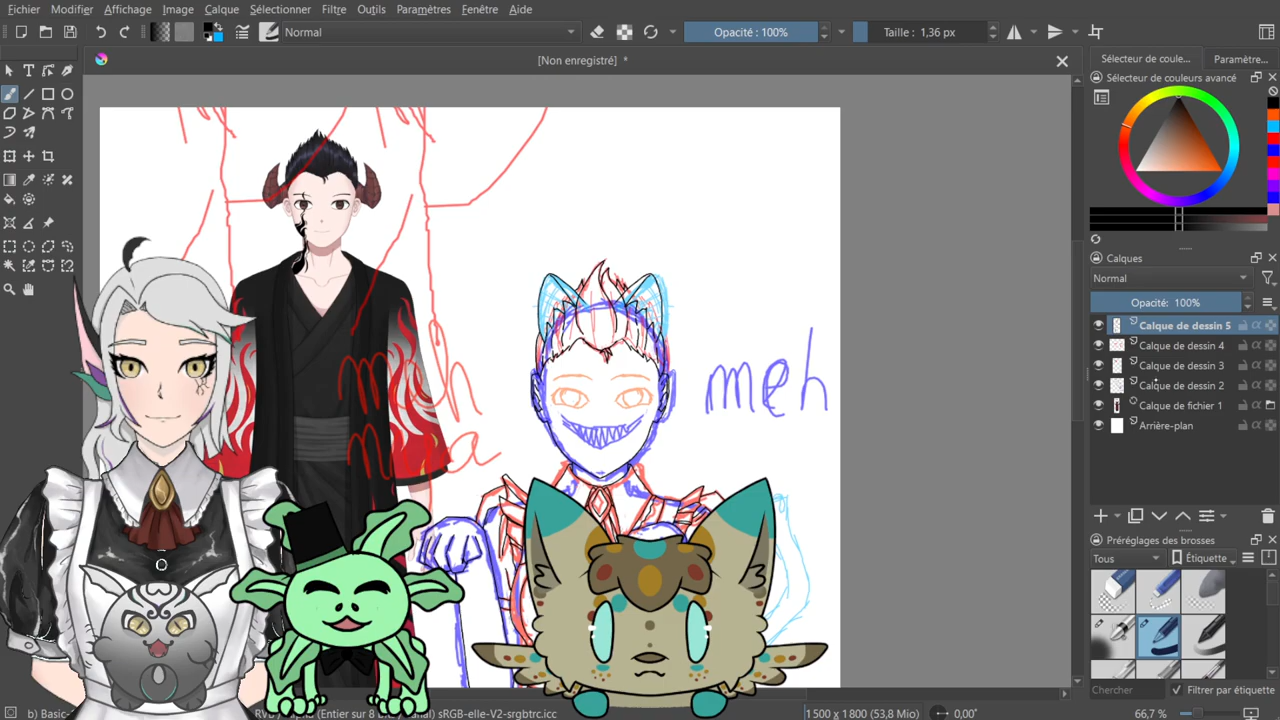 Fichier Modifier Affichage Image Calque Sélectionner Filtre Outils Paramètres Fenêtre Aide
Normal
Opacité : 100%
Taille : 1,36 px
[Non enregistré] *
Sélecteur de coule...
Paramètre...
Sélecteur de couleurs avancé
Calques
Normal
Opacité: 100%
Calque de dessin 5
Calque de dessin 4
Calque de dessin 3
Calque de dessin 2
Calque de fichier 1
Arrière-plan
meh
meh
Préréglages des brosses
Tous
Étiquette
Chercher
Filtrer par étiquette
b) Basic-
(Entier sur 8
sRGB-elle-V2-srgbtrc.icc
1 500 x 1 800 (53,8 Mio)
0,00°
66,7 %